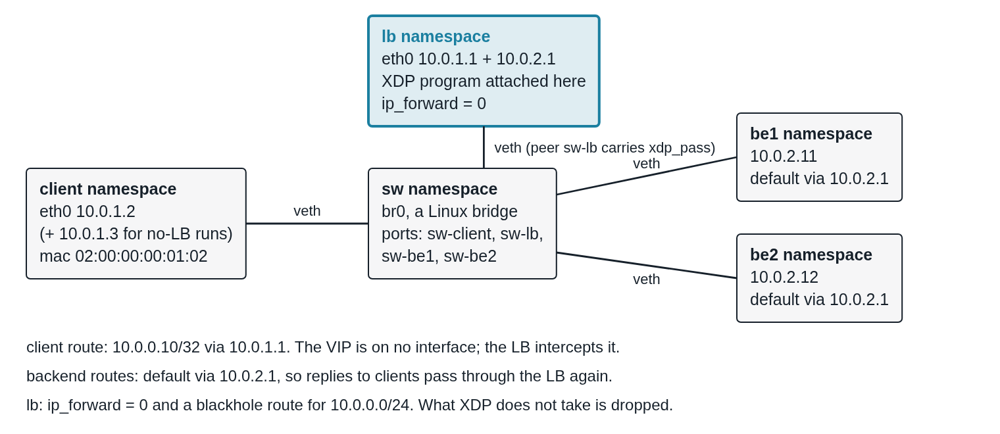 lb namespace
eth0 10.0.1.1 + 10.0.2.1
XDP program attached here
ip_forward = 0
veth (peer sw-lb carries xdp_pass)
veth
be1 namespace
10.0.2.11
default via 10.0.2.1
client namespace
eth0 10.0.1.2
(+ 10.0.1.3 for no-LB runs)
mac 02:00:00:00:01:02
veth
sw namespace
br0, a Linux bridge
ports: sw-client, sw-lb,
sw-be1, sw-be2
veth
be2 namespace
10.0.2.12
default via 10.0.2.1
client route: 10.0.0.10/32 via 10.0.1.1. The VIP is on no interface; the LB intercepts it.
backend routes: default via 10.0.2.1, so replies to clients pass through the LB again.
lb: ip_forward = 0 and a blackhole route for 10.0.0.0/24. What XDP does not take is dropped.